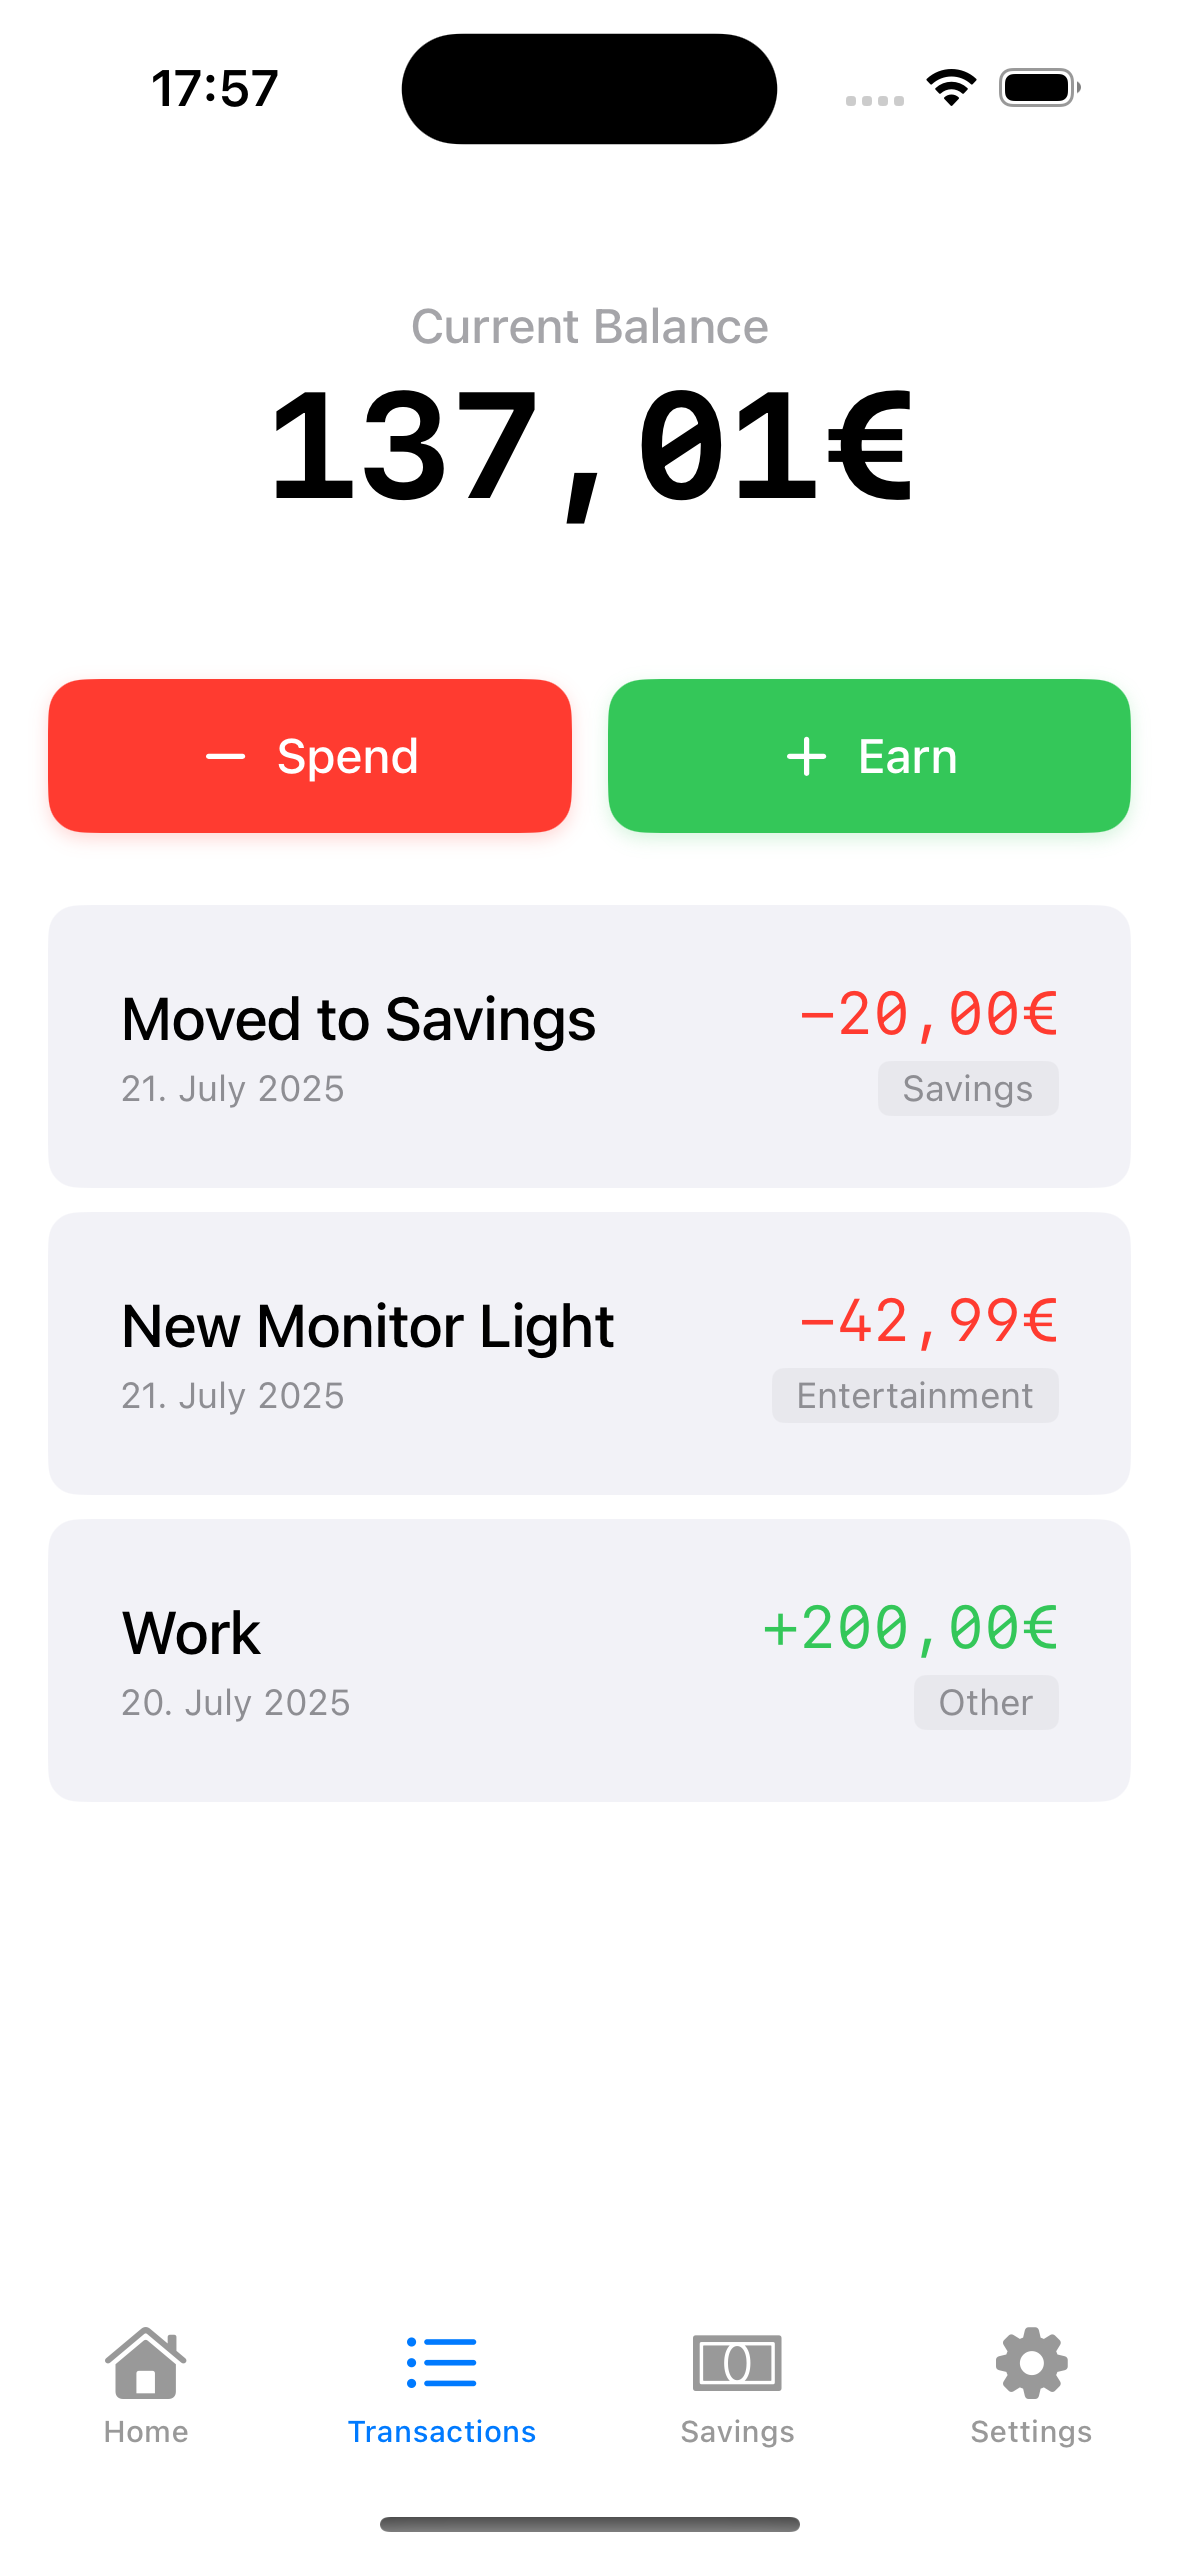 17:57
Current Balance
137,01€
— Spend
+ Earn
Moved to Savings
–20,00€
21. July 2025
Savings
New Monitor Light
–42,99€
21. July 2025
Entertainment
Work
+200,00€
20. July 2025
Other
Home
Transactions
Savings
Settings